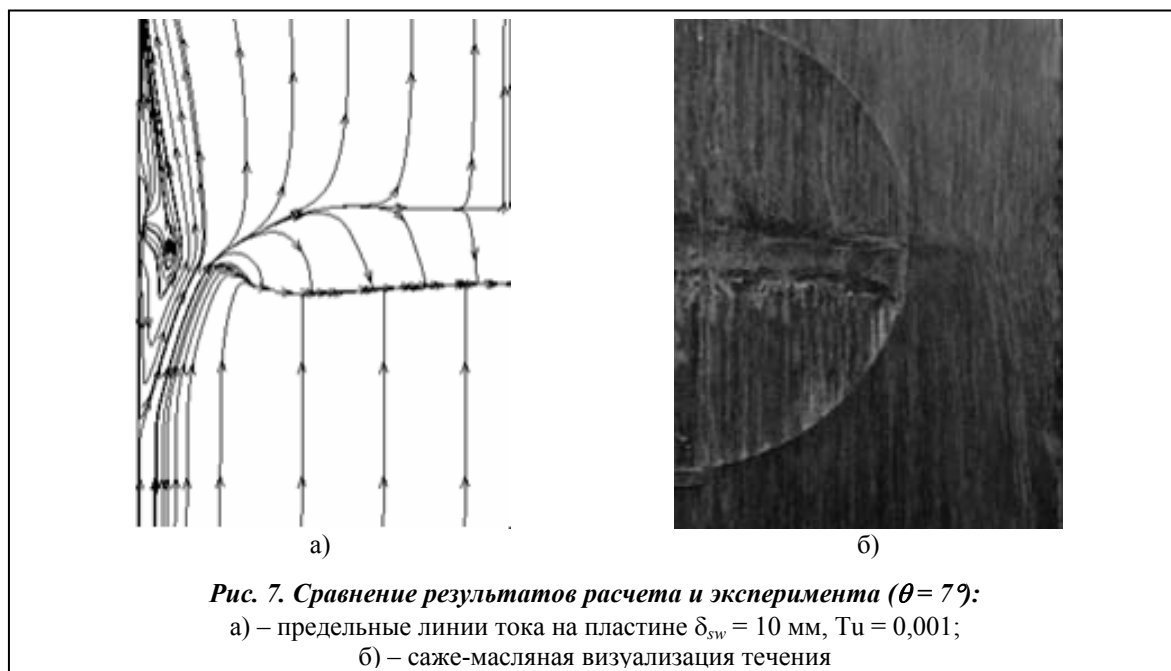 а)
б)
Рис. 7. Сравнение результатов расчета и эксперимента (θ = 7°):
а) – предельные линии тока на пластине δsw = 10 мм, Tu = 0,001;
б) – саже-масляная визуализация течения